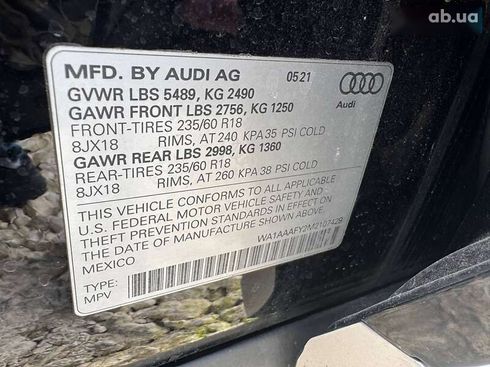 ab.ua
MFD. BY AUDI AG 05 21
GVWR LBS 5489, KG 2490
GAWR FRONT LBS 2756, KG 1250
FRONT-TIRES 235/60 R18
8JX18 RIMS, AT 240 KPA 35 PSI COLD
GAWR REAR LBS 2998, KG 1360
REAR-TIRES 235/60 R18
8JX18 RIMS, AT 260 KPA 38 PSI COLD
Audi
THIS VEHICLE CONFORMS TO ALL APPLICABLE
U.S. FEDERAL MOTOR VEHICLE SAFETY AND
THEFT PREVENTION STANDARDS IN EFFECT ON
THE DATE OF MANUFACTURE SHOWN ABOVE
MEXICO
WA1AAAFY2M2107429
TYPE:
MPV